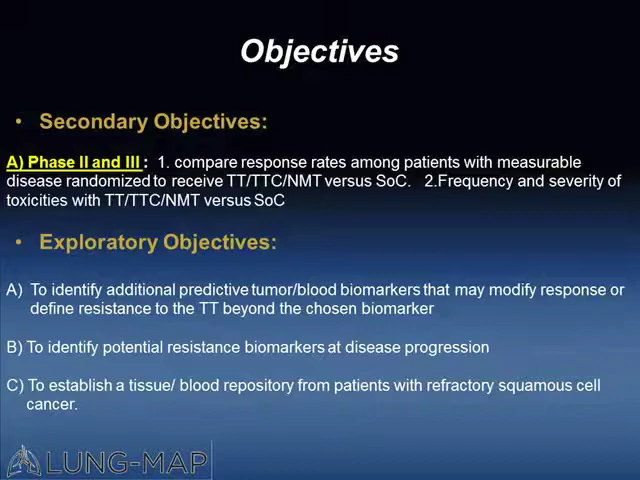 Objectives
• Secondary Objectives:
A) Phase II and III : 1. compare response rates among patients with measurable
disease randomized to receive TT/TTC/NMT versus SoC. 2.Frequency and severity of
toxicities with TT/TTC/NMT versus SoC
• Exploratory Objectives:
A) To identify additional predictive tumor/blood biomarkers that may modify response or
define resistance to the TT beyond the chosen biomarker
B) To identify potential resistance biomarkers at disease progression
C) To establish a tissue/ blood repository from patients with refractory squamous cell
cancer.
LUNG-MAP